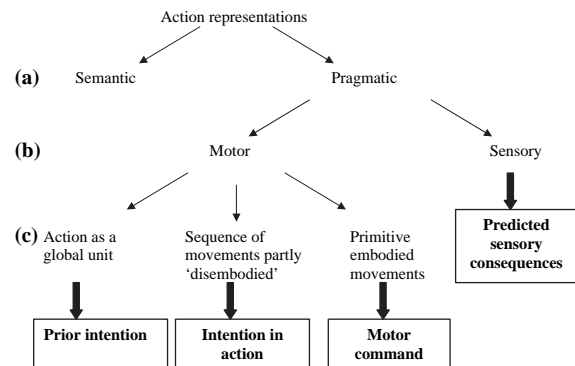 Action representations
(a) Semantic Pragmatic
(b) Motor Sensory
(c) Action as a global unit
Sequence of
movements partly
‘disembodied’
Primitive
embodied
movements
Predicted
sensory
consequences
Prior intention
Intention in
action
Motor
command